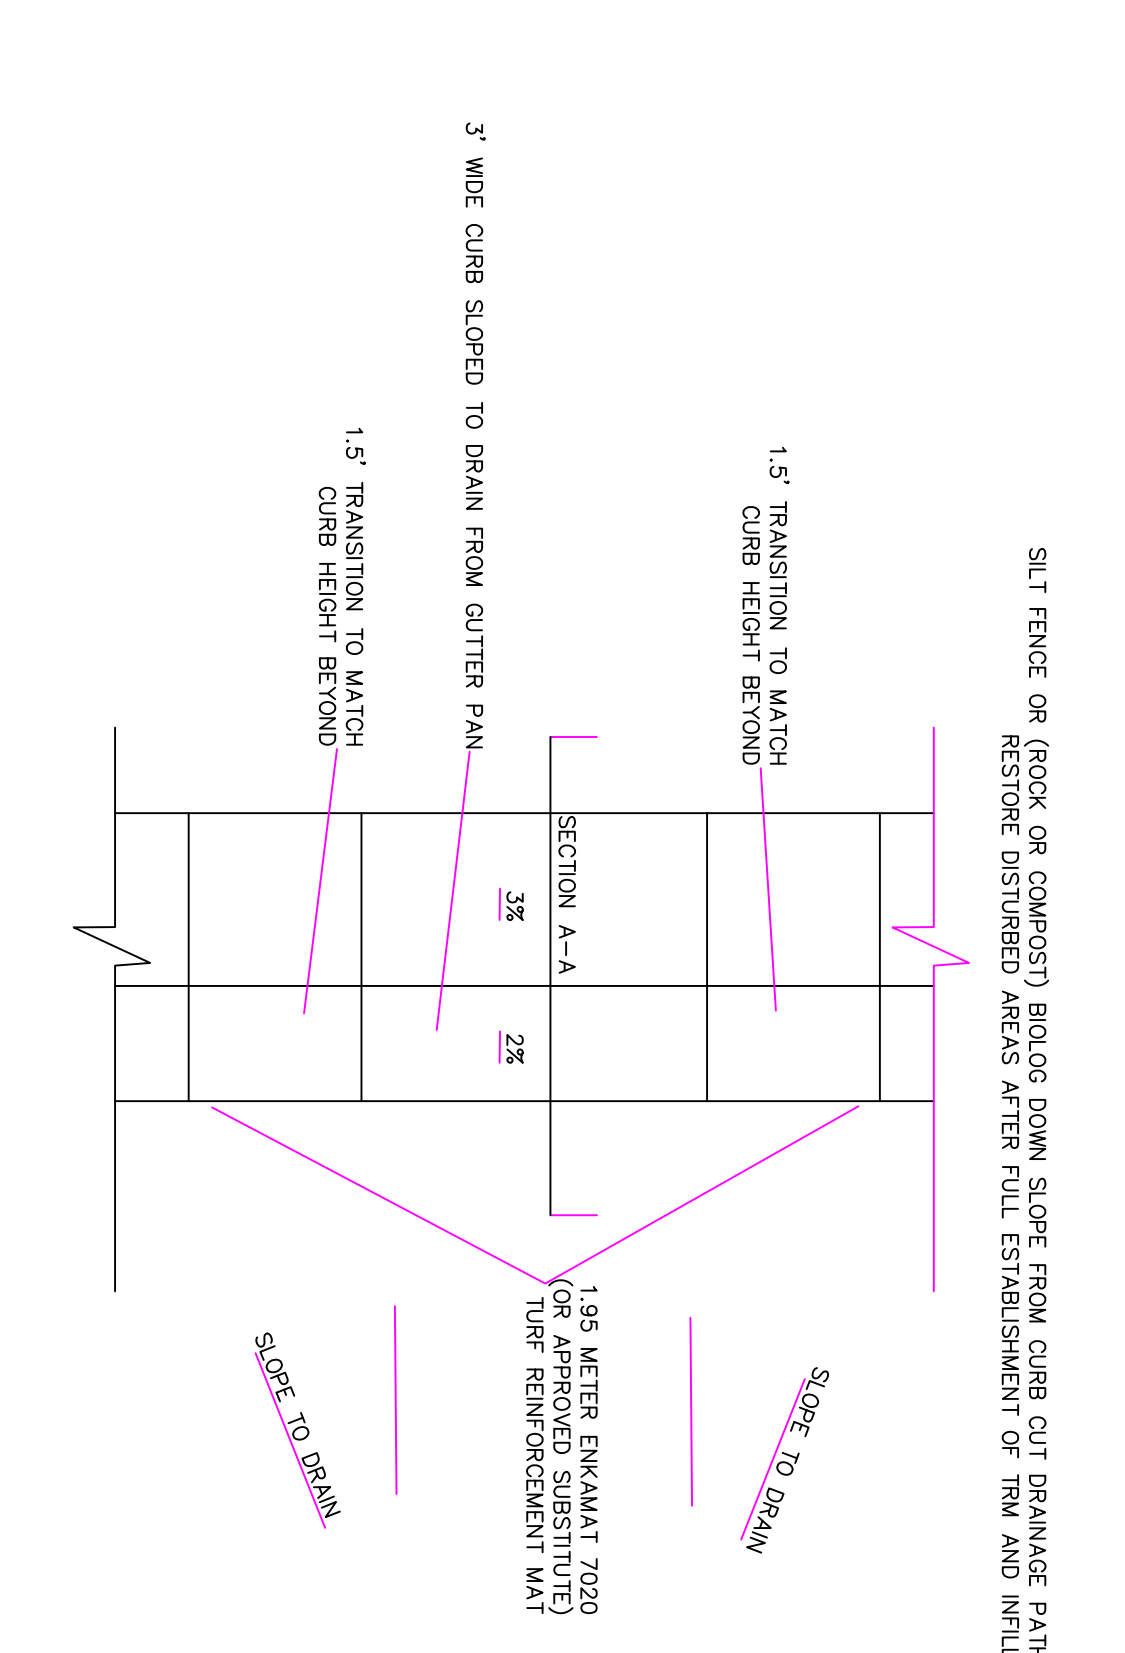 SILT FENCE OR (ROCK OR COMPOST) BIOLOG DOWN SLOPE FROM CURB CUT DRAINAGE PATH
RESTORE DISTURBED AREAS AFTER FULL ESTABLISHMENT OF TRM AND INFILL
1.5' TRANSITION TO MATCH
CURB HEIGHT BEYOND
SLOPE TO DRAIN
SECTION A-A
1.95 METER ENKAMAT 7020
(OR APPROVED SUBSTITUTE)
TURF REINFORCEMENT MAT
3%
2%
3' WIDE CURB SLOPED TO DRAIN FROM GUTTER PAN
1.5' TRANSITION TO MATCH
CURB HEIGHT BEYOND
SLOPE TO DRAIN